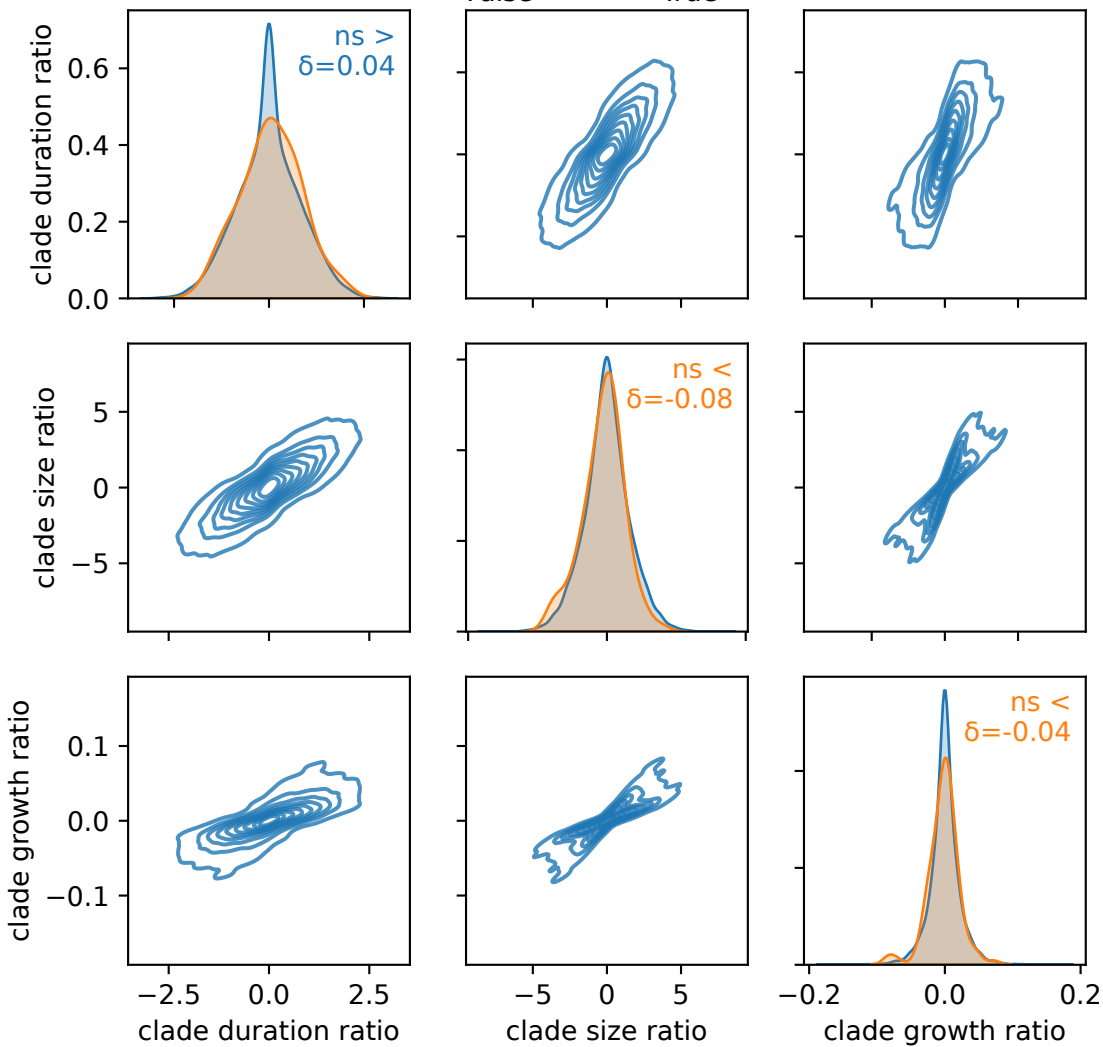 clade duration ratio
0.6
0.4
0.2
0.0
ns >
δ=0.04
clade size ratio
5
0
−5
ns <
δ=-0.08
clade growth ratio
0.1
0.0
−0.1
ns <
δ=-0.04
−2.5 0.0 2.5
−5 0 5
−0.2 0.0 0.2
clade duration ratio
clade size ratio
clade growth ratio